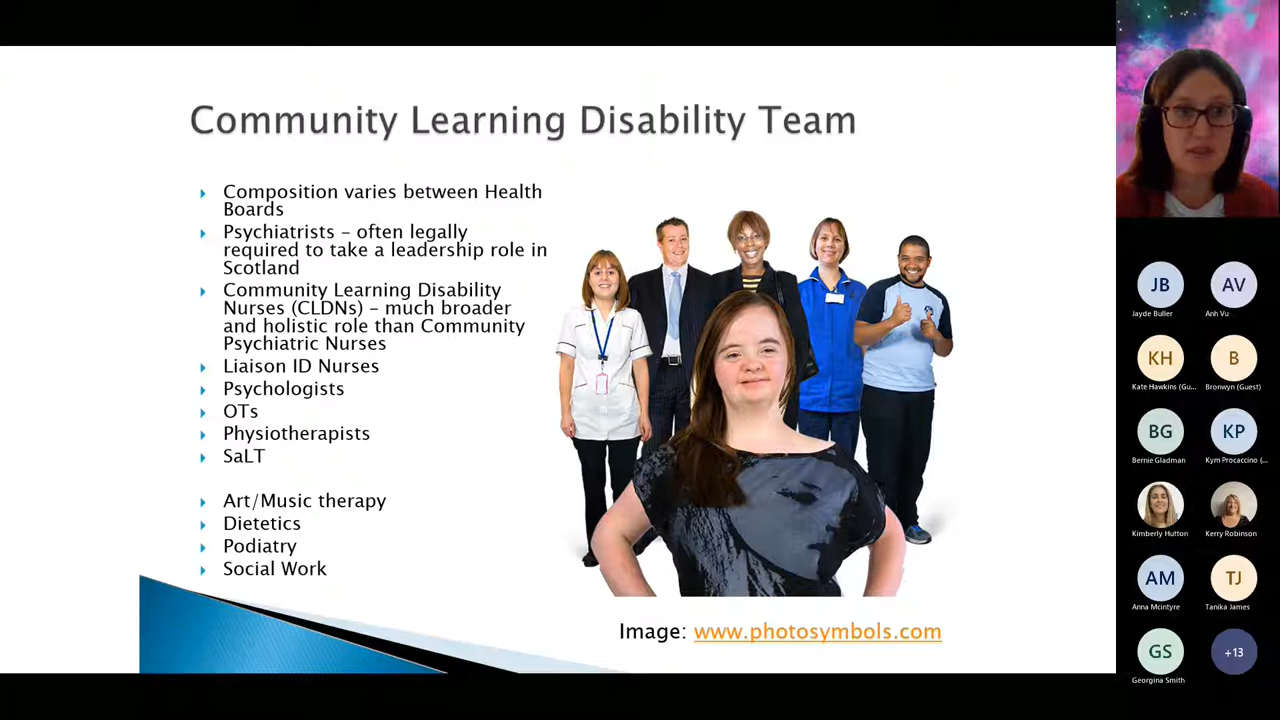 Community Learning Disability Team
Composition varies between Health
Boards
Psychiatrists – often legally
required to take a leadership role in
Scotland
Community Learning Disability
Nurses (CLDNs) – much broader
and holistic role than Community
Psychiatric Nurses
Liaison ID Nurses
Psychologists
OTs
Physiotherapists
SaLT
Art/Music therapy
Dietetics
Podiatry
Social Work
Image: www.photosymbols.com
JB
AV
Jayde Buller
Anh Vu
KH
B
Kate Hawkins (Gu...
Bronwyn (Guest)
BG
KP
Bernie Gladman
Kym Procaccino (...
Kimberly Hutton
Kerry Robinson
AM
TJ
Anna Mcintyre
Tanika James
GS
+13
Georgina Smith